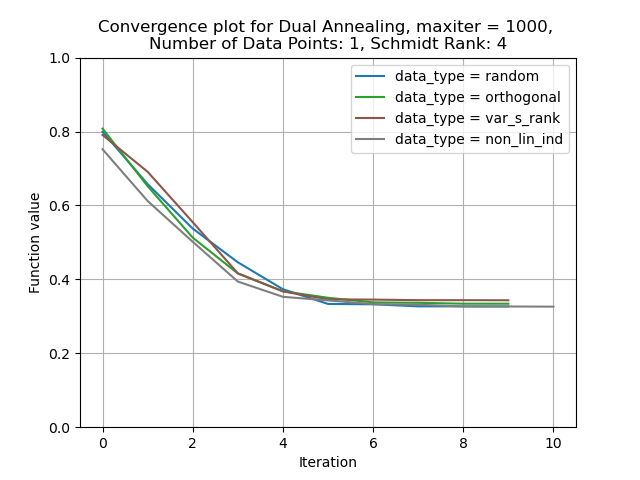 Convergence plot for Dual Annealing, maxiter = 1000,
Number of Data Points: 1, Schmidt Rank: 4
1.0
0.8
0.6
0.4
0.2
0.0
Function value
data_type = random
data_type = orthogonal
data_type = var_s_rank
data_type = non_lin_ind
0 2 4 6 8 10
Iteration